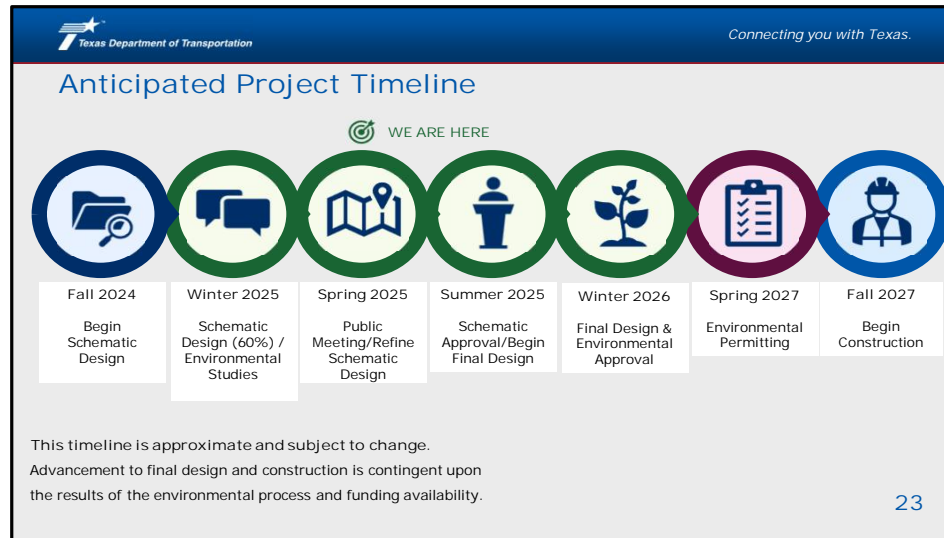 Texas Department of Transportation
Connecting you with Texas.
Anticipated Project Timeline
WE ARE HERE
Fall 2024
Begin
Schematic
Design
Winter 2025
Schematic
Design (60%) /
Environmental
Studies
Spring 2025
Public
Meeting/Refine
Schematic
Design
Summer 2025
Schematic
Approval/Begin
Final Design
Winter 2026
Final Design &
Environmental
Approval
Spring 2027
Environmental
Permitting
Fall 2027
Begin
Construction
This timeline is approximate and subject to change.
Advancement to final design and construction is contingent upon
the results of the environmental process and funding availability.
23